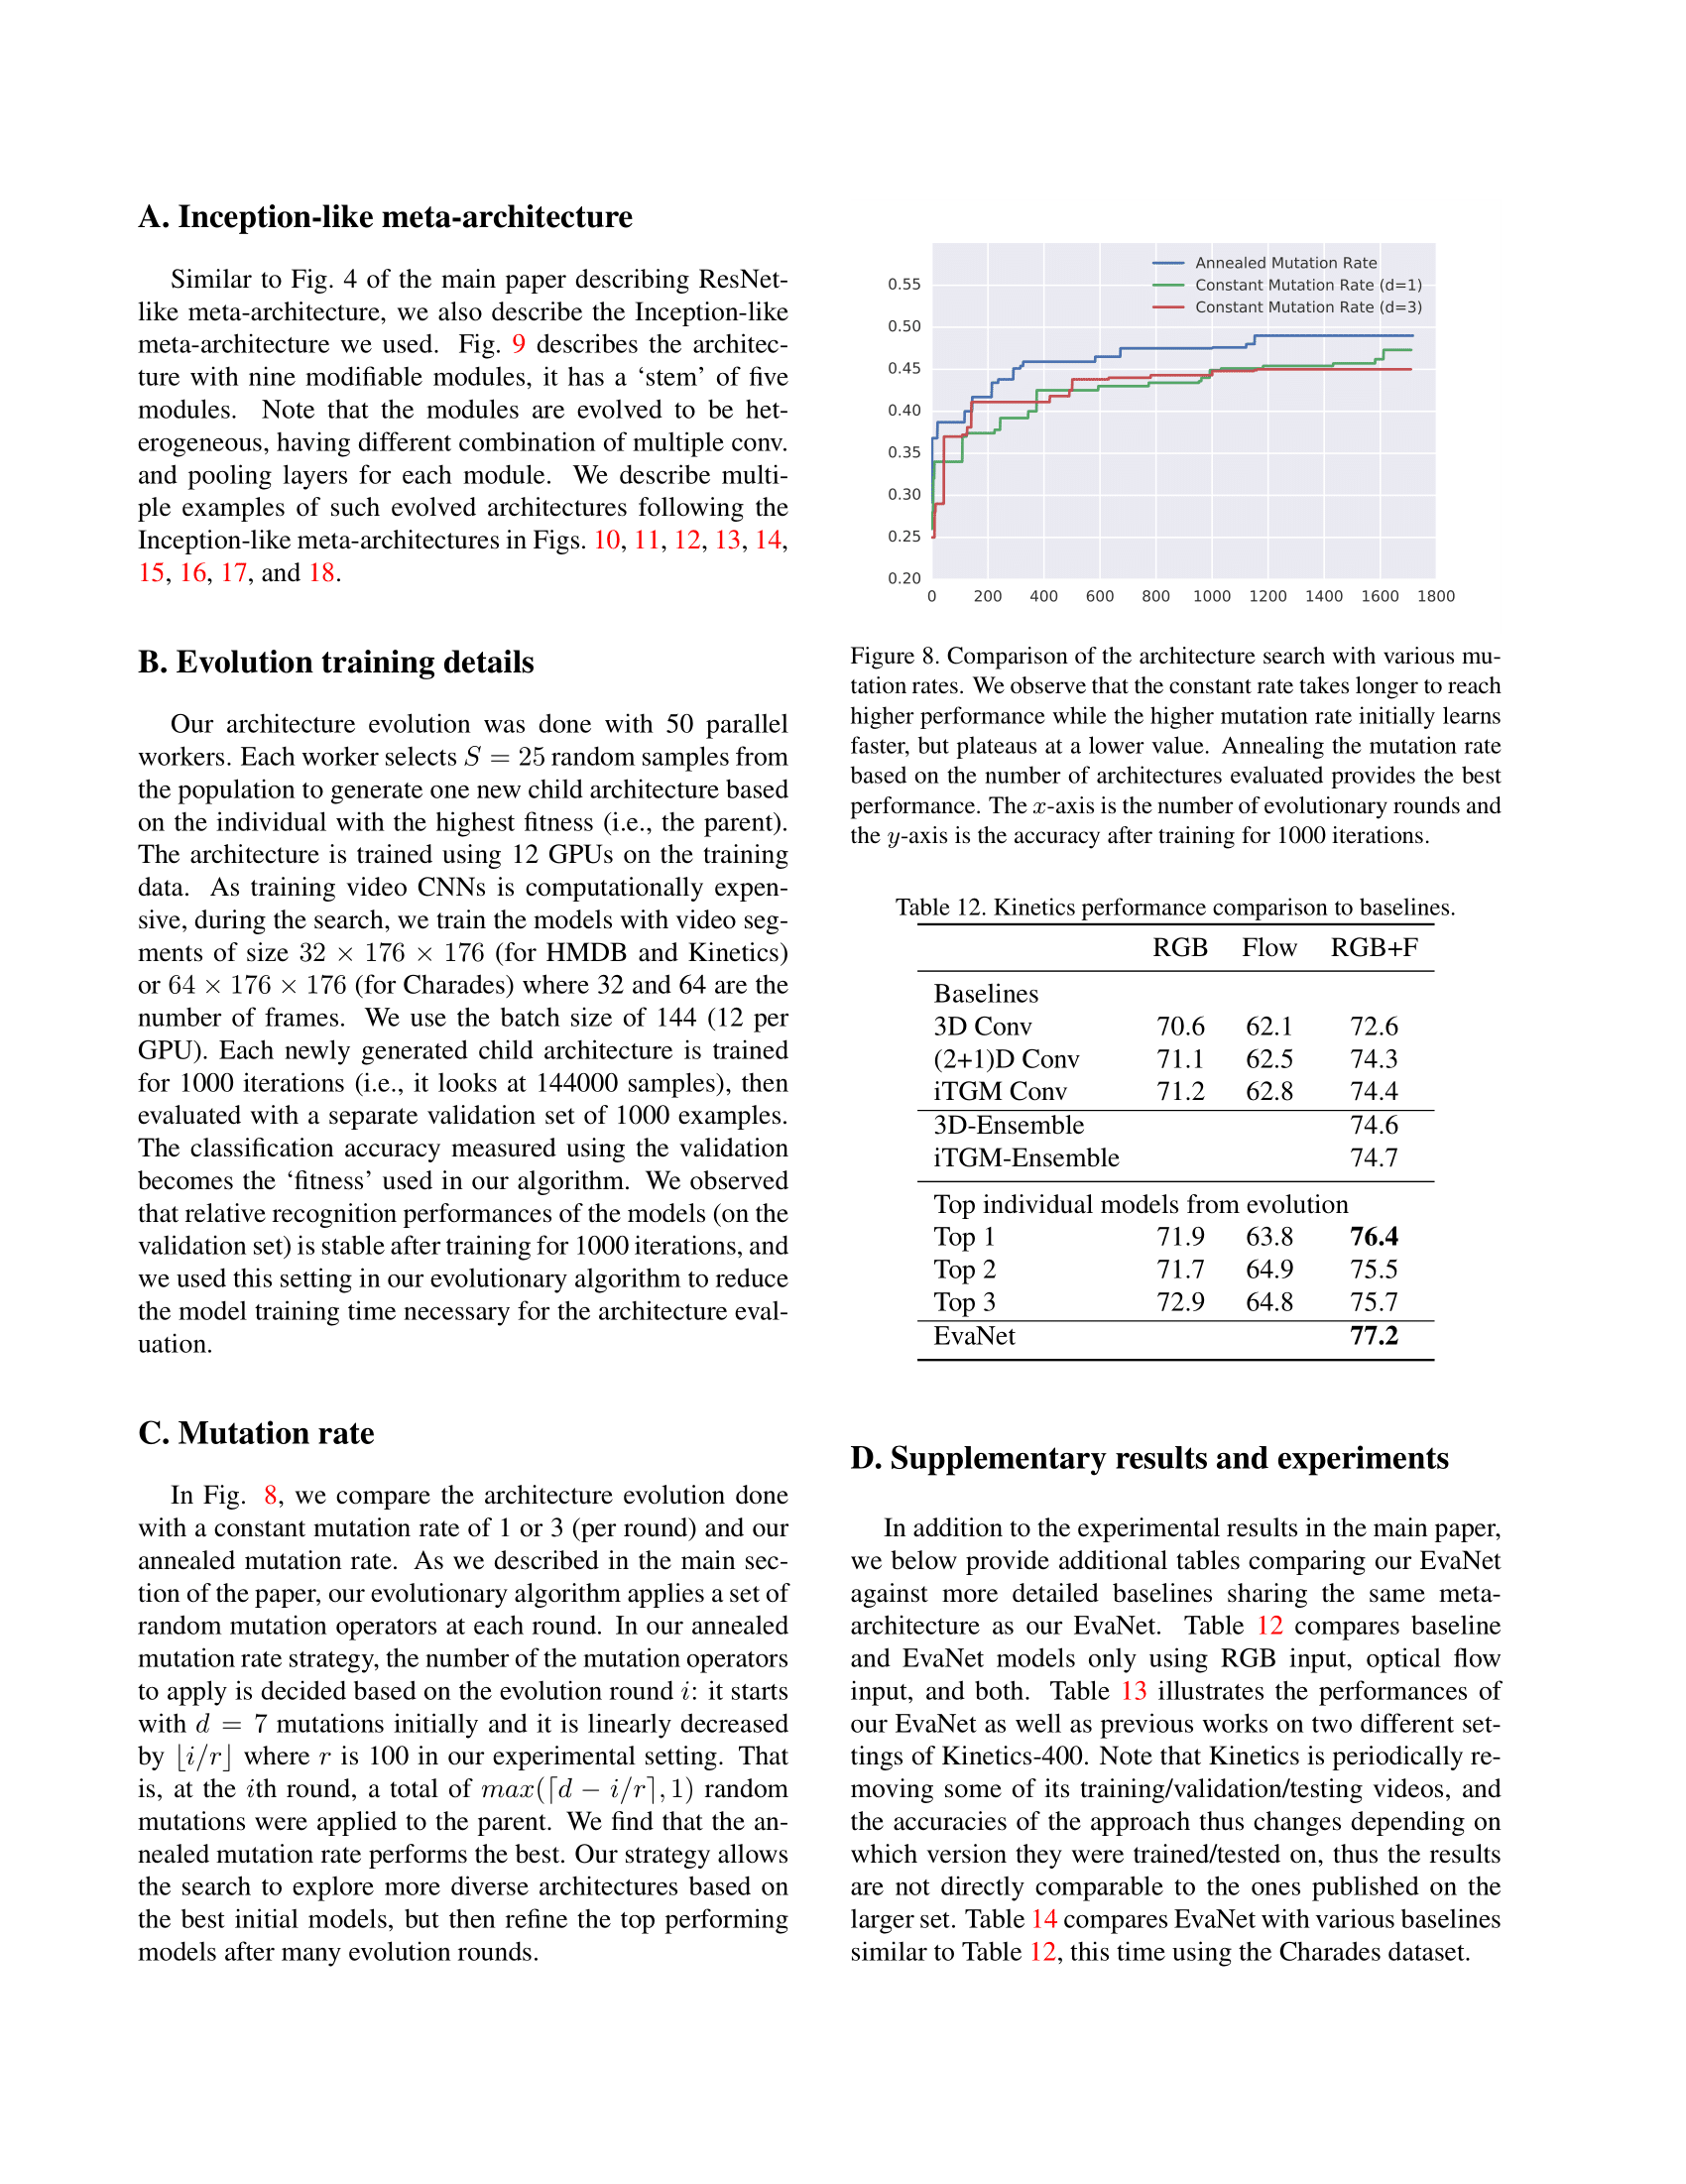 A. Inception-like meta-architecture
Similar to Fig. 4 of the main paper describing ResNet-
like meta-architecture, we also describe the Inception-like
meta-architecture we used. Fig. 9 describes the architec-
ture with nine modifiable modules, it has a ‘stem’ of five
modules. Note that the modules are evolved to be het-
erogeneous, having different combination of multiple conv.
and pooling layers for each module. We describe multi-
ple examples of such evolved architectures following the
Inception-like meta-architectures in Figs. 10, 11, 12, 13, 14,
15, 16, 17, and 18.
B. Evolution training details
Our architecture evolution was done with 50 parallel
workers. Each worker selects S = 25 random samples from
the population to generate one new child architecture based
on the individual with the highest fitness (i.e., the parent).
The architecture is trained using 12 GPUs on the training
data. As training video CNNs is computationally expen-
sive, during the search, we train the models with video seg-
ments of size 32 × 176 × 176 (for HMDB and Kinetics)
or 64 × 176 × 176 (for Charades) where 32 and 64 are the
number of frames. We use the batch size of 144 (12 per
GPU). Each newly generated child architecture is trained
for 1000 iterations (i.e., it looks at 144000 samples), then
evaluated with a separate validation set of 1000 examples.
The classification accuracy measured using the validation
becomes the ‘fitness’ used in our algorithm. We observed
that relative recognition performances of the models (on the
validation set) is stable after training for 1000 iterations, and
we used this setting in our evolutionary algorithm to reduce
the model training time necessary for the architecture eval-
uation.
C. Mutation rate
In Fig. 8, we compare the architecture evolution done
with a constant mutation rate of 1 or 3 (per round) and our
annealed mutation rate. As we described in the main sec-
tion of the paper, our evolutionary algorithm applies a set of
random mutation operators at each round. In our annealed
mutation rate strategy, the number of the mutation operators
to apply is decided based on the evolution round i: it starts
with d = 7 mutations initially and it is linearly decreased
by ⌊i/r⌋ where r is 100 in our experimental setting. That
is, at the ith round, a total of max(⌈d − i/r⌉, 1) random
mutations were applied to the parent. We find that the an-
nealed mutation rate performs the best. Our strategy allows
the search to explore more diverse architectures based on
the best initial models, but then refine the top performing
models after many evolution rounds.
Annealed Mutation Rate
Constant Mutation Rate (d=1)
Constant Mutation Rate (d=3)
0.55
0.50
0.45
0.40
0.35
0.30
0.25
0.20
0 200 400 600 800 1000 1200 1400 1600 1800
Figure 8. Comparison of the architecture search with various mu-
tation rates. We observe that the constant rate takes longer to reach
higher performance while the higher mutation rate initially learns
faster, but plateaus at a lower value. Annealing the mutation rate
based on the number of architectures evaluated provides the best
performance. The x-axis is the number of evolutionary rounds and
the y-axis is the accuracy after training for 1000 iterations.
Table 12. Kinetics performance comparison to baselines.
RGB Flow RGB+F
Baselines
3D Conv 70.6 62.1 72.6
(2+1)D Conv 71.1 62.5 74.3
iTGM Conv 71.2 62.8 74.4
3D-Ensemble 74.6
iTGM-Ensemble 74.7
Top individual models from evolution
Top 1 71.9 63.8 76.4
Top 2 71.7 64.9 75.5
Top 3 72.9 64.8 75.7
EvaNet 77.2
D. Supplementary results and experiments
In addition to the experimental results in the main paper,
we below provide additional tables comparing our EvaNet
against more detailed baselines sharing the same meta-
architecture as our EvaNet. Table 12 compares baseline
and EvaNet models only using RGB input, optical flow
input, and both. Table 13 illustrates the performances of
our EvaNet as well as previous works on two different set-
tings of Kinetics-400. Note that Kinetics is periodically re-
moving some of its training/validation/testing videos, and
the accuracies of the approach thus changes depending on
which version they were trained/tested on, thus the results
are not directly comparable to the ones published on the
larger set. Table 14 compares EvaNet with various baselines
similar to Table 12, this time using the Charades dataset.